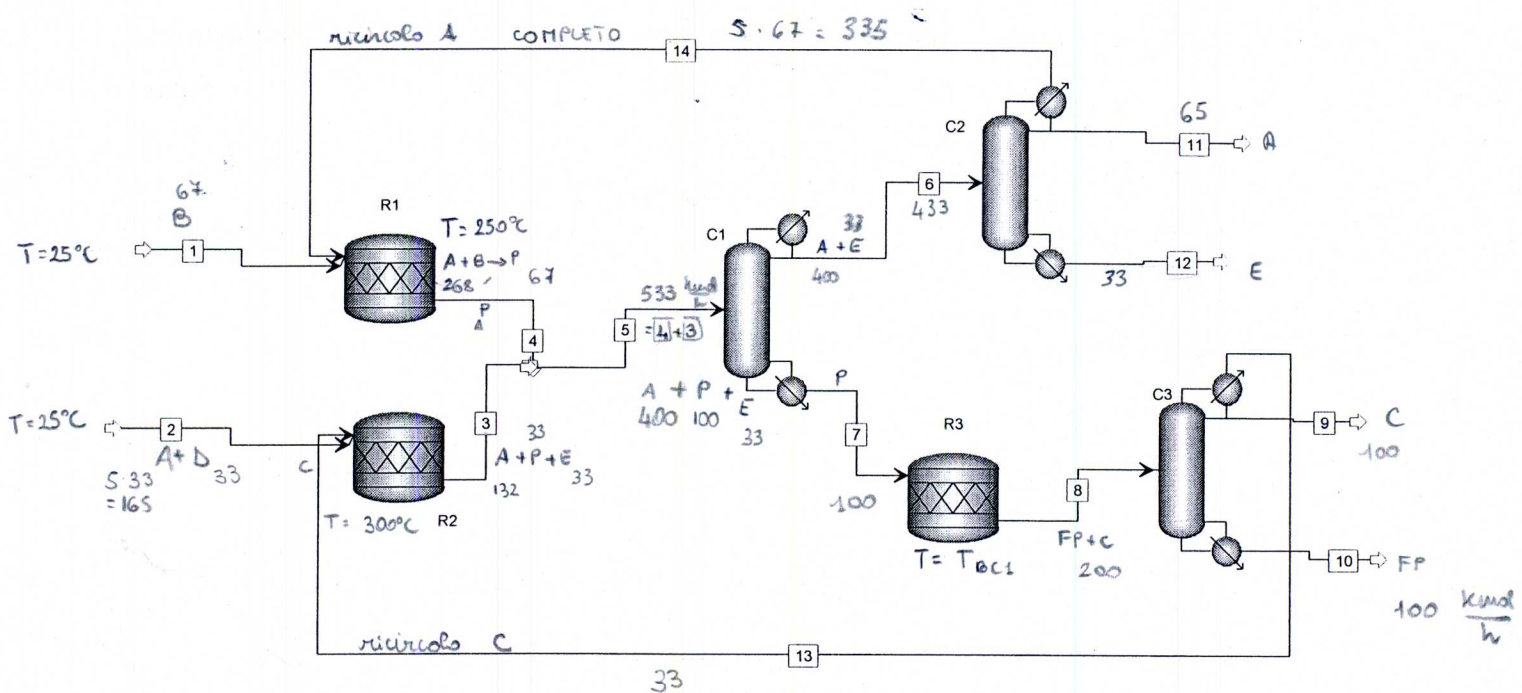 ricircolo A COMPLETO
14
5 · 67 = 335
C2
65
11
A
67
B
T=25°C
1
R1
T=250°C
A+B→P
268
67
P
A
4
533 kmol/h
5
=4+3
C1
33
A+E
400
6
433
33
12
E
T=25°C
2
A+D
33
5·33
=165
C
T= 300°C
R2
3
33
A+P+E
132
33
A + P + E
400 100
33
P
7
100
R3
T= TBC1
8
FP+C
200
C3
9
C
100
10
FP
100 kmol/h
ricircolo C
13
33